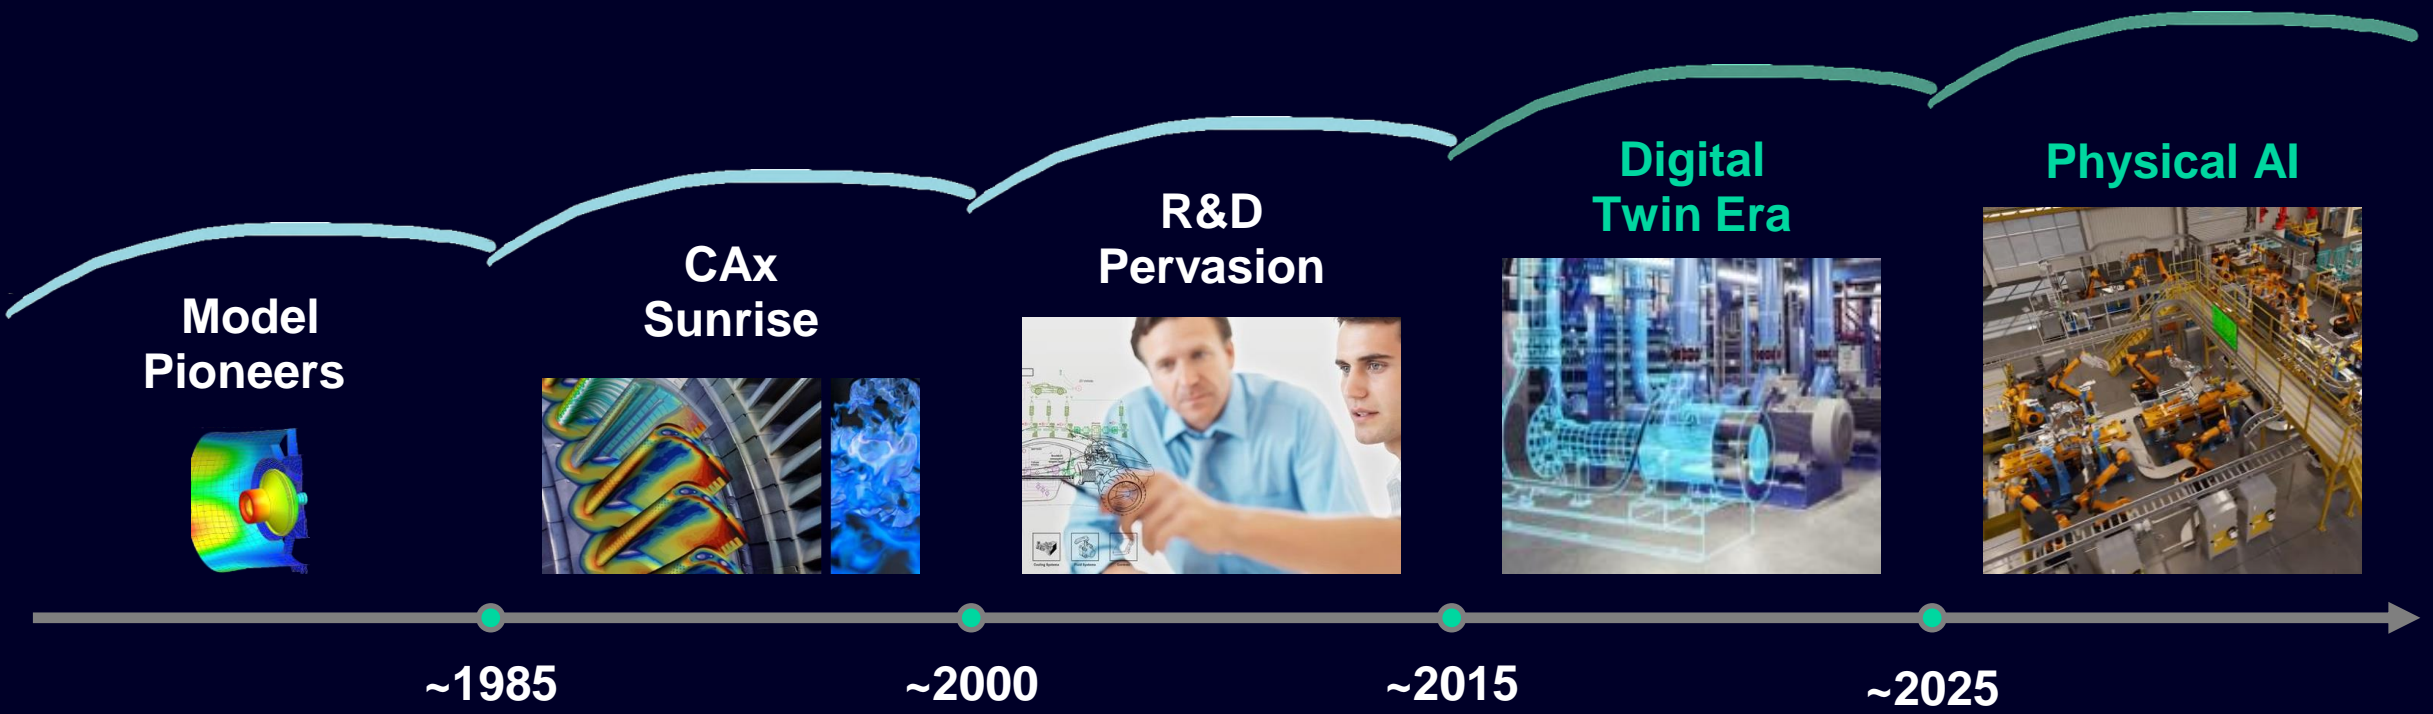 Model
Pioneers
CAx
Sunrise
R&D
Pervasion
Digital
Twin Era
Physical AI
~1985
~2000
~2015
~2025